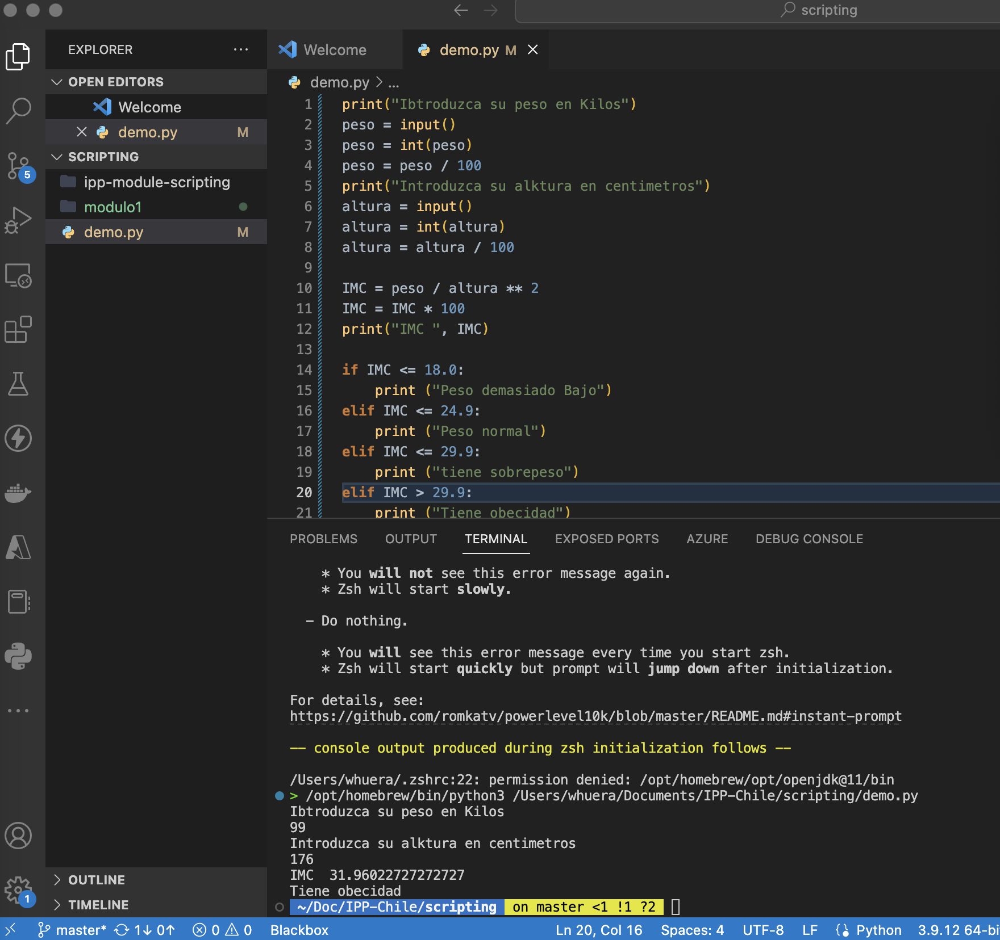 scripting
EXPLORER
Welcome
demo.py M
OPEN EDITORS
Welcome
demo.py M
SCRIPTING
ipp-module-scripting
modulo1
demo.py M
5
demo.py > ...
1 print("Ibtroduzca su peso en Kilos")
2 peso = input()
3 peso = int(peso)
4 peso = peso / 100
5 print("Introduzca su alktura en centimetros")
6 altura = input()
7 altura = int(altura)
8 altura = altura / 100
9
10 IMC = peso / altura ** 2
11 IMC = IMC * 100
12 print("IMC ", IMC)
13
14 if IMC <= 18.0:
15 print ("Peso demasiado Bajo")
16 elif IMC <= 24.9:
17 print ("Peso normal")
18 elif IMC <= 29.9:
19 print ("tiene sobrepeso")
20 elif IMC > 29.9:
21 print ("Tiene obecidad")
PROBLEMS OUTPUT TERMINAL EXPOSED PORTS AZURE DEBUG CONSOLE
* You will not see this error message again.
* Zsh will start slowly.
- Do nothing.
* You will see this error message every time you start zsh.
* Zsh will start quickly but prompt will jump down after initialization.
For details, see:
https://github.com/romkatv/powerlevel10k/blob/master/README.md#instant-prompt
-- console output produced during zsh initialization follows --
/Users/whuera/.zshrc:22: permission denied: /opt/homebrew/opt/openjdk@11/bin
> /opt/homebrew/bin/python3 /Users/whuera/Documents/IPP-Chile/scripting/demo.py
Ibtroduzca su peso en Kilos
99
Introduzca su alktura en centimetros
176
IMC  31.96022727272727
Tiene obecidad
~/Doc/IPP-Chile/scripting on master <1 !1 ?2
OUTLINE
TIMELINE
1
master* 1↓ 0↑ 0 0 Blackbox Ln 20, Col 16 Spaces: 4 UTF-8 LF Python 3.9.12 64-bi